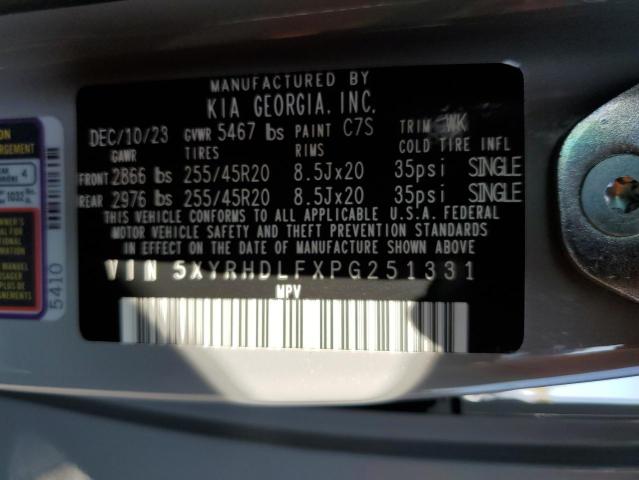 MANUFACTURED BY
KIA GEORGIA, INC.
DEC/10/23 GVWR 5467 lbs PAINT C7S TRIM WK
GAWR TIRES RIMS COLD TIRE INFL
FRONT 2866 lbs 255/45R20 8.5Jx20 35psi SINGLE
REAR 2976 lbs 255/45R20 8.5Jx20 35psi SINGLE
THIS VEHICLE CONFORMS TO ALL APPLICABLE U.S.A. FEDERAL
MOTOR VEHICLE SAFETY AND THEFT PREVENTION STANDARDS
IN EFFECT ON THE DATE OF MANUFACTURE SHOWN ABOVE
VIN 5XYRHDLFXPG251331
MPV
5410